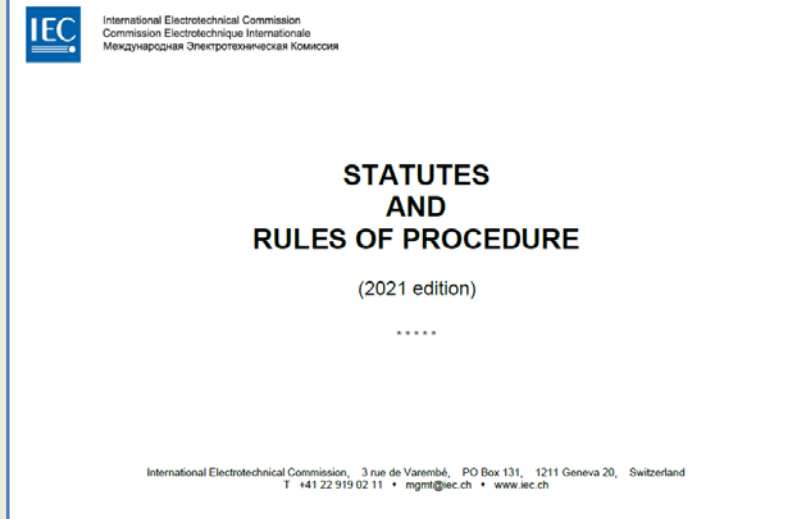 IEC
International Electrotechnical Commission
Commission Electrotechnique Internationale
Международная Электротехническая Комиссия
STATUTES
AND
RULES OF PROCEDURE
(2021 edition)
* * * * *
International Electrotechnical Commission, 3 rue de Varembé, PO Box 131, 1211 Geneva 20, Switzerland
T +41 22 919 02 11 • mgmt@iec.ch • www.iec.ch